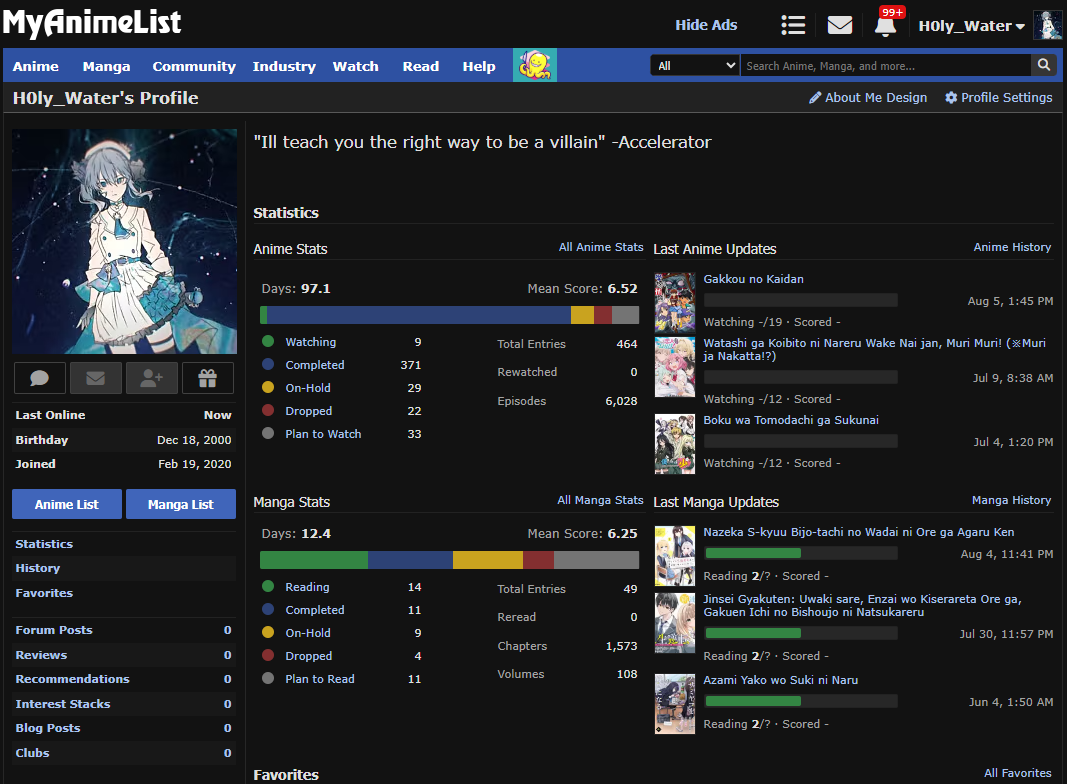 MyAnimeList
Hide Ads
99+
H0ly_Water
Anime Manga Community Industry Watch Read Help
All
Search Anime, Manga, and more...
H0ly_Water's Profile
About Me Design
Profile Settings
"Ill teach you the right way to be a villain" -Accelerator
Last Online Now
Birthday Dec 18, 2000
Joined Feb 19, 2020
Anime List
Manga List
Statistics
History
Favorites
Forum Posts 0
Reviews 0
Recommendations 0
Interest Stacks 0
Blog Posts 0
Clubs 0
Statistics
Anime Stats
All Anime Stats
Days: 97.1
Mean Score: 6.52
Watching 9
Completed 371
On-Hold 29
Dropped 22
Plan to Watch 33
Total Entries 464
Rewatched 0
Episodes 6,028
Last Anime Updates
Anime History
Gakkou no Kaidan
Aug 5, 1:45 PM
Watching -/19 · Scored -
Watashi ga Koibito ni Nareru Wake Nai jan, Muri Muri! (※Muri
ja Nakatta!?)
Jul 9, 8:38 AM
Watching -/12 · Scored -
Boku wa Tomodachi ga Sukunai
Jul 4, 1:20 PM
Watching -/12 · Scored -
Manga Stats
All Manga Stats
Days: 12.4
Mean Score: 6.25
Reading 14
Completed 11
On-Hold 9
Dropped 4
Plan to Read 11
Total Entries 49
Reread 0
Chapters 1,573
Volumes 108
Last Manga Updates
Manga History
Nazeka S-kyuu Bijo-tachi no Wadai ni Ore ga Agaru Ken
Aug 4, 11:41 PM
Reading 2/? · Scored -
Jinsei Gyakuten: Uwaki sare, Enzai wo Kiserareta Ore ga,
Gakuen Ichi no Bishoujo ni Natsukareru
Jul 30, 11:57 PM
Reading 2/? · Scored -
Azami Yako wo Suki ni Naru
Jun 4, 1:50 AM
Reading 2/? · Scored -
Favorites
All Favorites